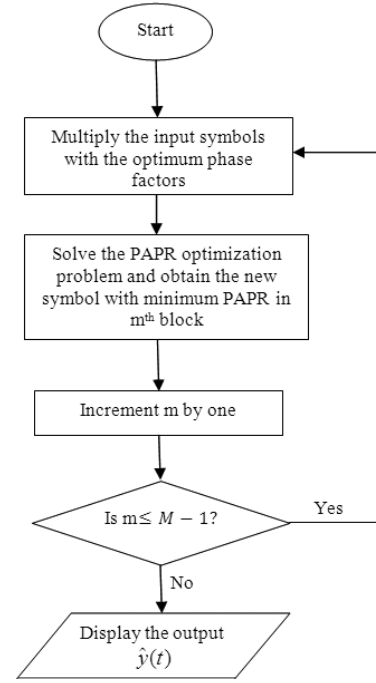 Start
Multiply the input symbols
with the optimum phase
factors
Solve the PAPR optimization
problem and obtain the new
symbol with minimum PAPR in
mᵗʰ block
Increment m by one
Is m≤ M − 1?
Yes
No
Display the output
ŷ(t)